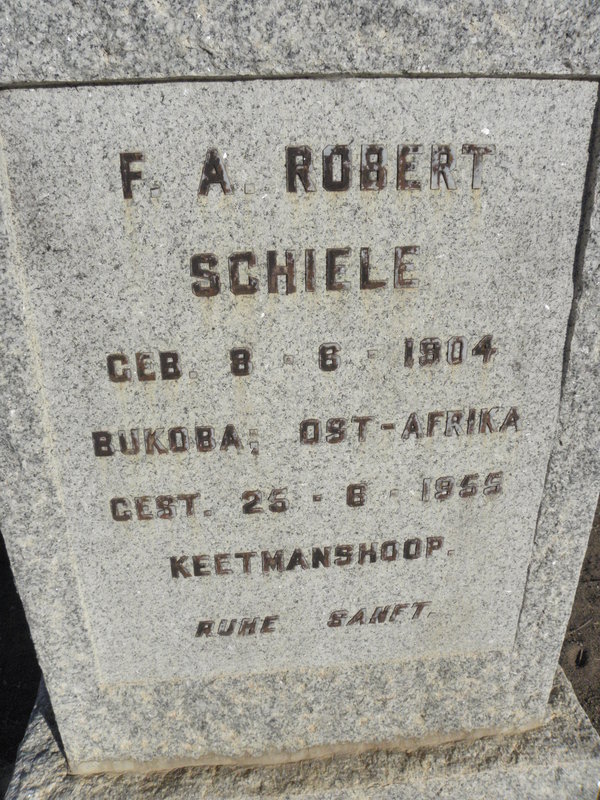 F. A. ROBERT
SCHIELE
GEB. 8 - 6 - 1904
BUKOBA; OST-AFRIKA
GEST. 25 - 6 - 1955
KEETMANSHOOP.
RUHE SANFT.